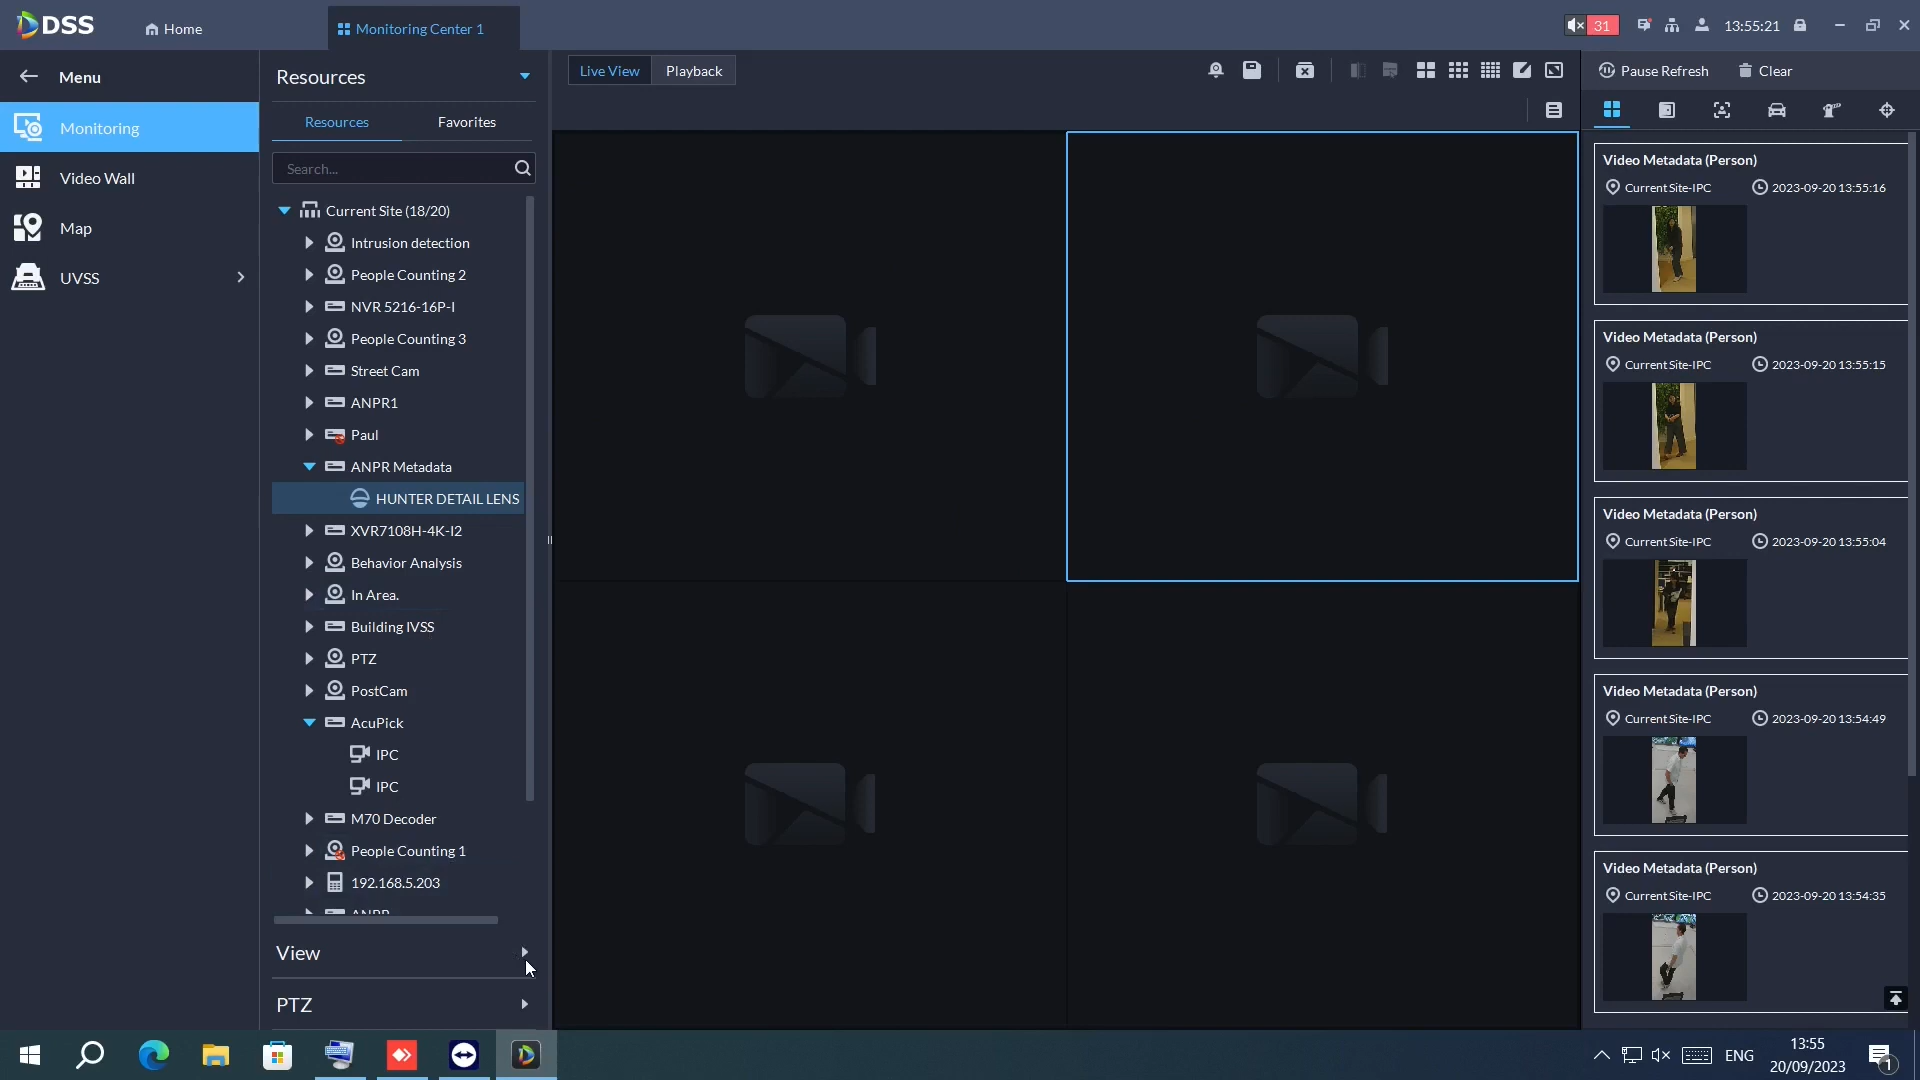 DSS
Home
Monitoring Center 1
31
13:55:21
Menu
Monitoring
Video Wall
Map
UVSS
Resources
Resources
Favorites
Search...
Current Site (18/20)
Intrusion detection
People Counting 2
NVR 5216-16P-I
People Counting 3
Street Cam
ANPR1
Paul
ANPR Metadata
HUNTER DETAIL LENS
XVR7108H-4K-I2
Behavior Analysis
In Area.
Building IVSS
PTZ
PostCam
AcuPick
IPC
IPC
M70 Decoder
People Counting 1
192.168.5.203
ANPR
View
PTZ
Live View
Playback
Pause Refresh
Clear
Video Metadata (Person)
Current Site-IPC
2023-09-20 13:55:16
Video Metadata (Person)
Current Site-IPC
2023-09-20 13:55:15
Video Metadata (Person)
Current Site-IPC
2023-09-20 13:55:04
Video Metadata (Person)
Current Site-IPC
2023-09-20 13:54:49
Video Metadata (Person)
Current Site-IPC
2023-09-20 13:54:35
ENG
13:55
20/09/2023
1